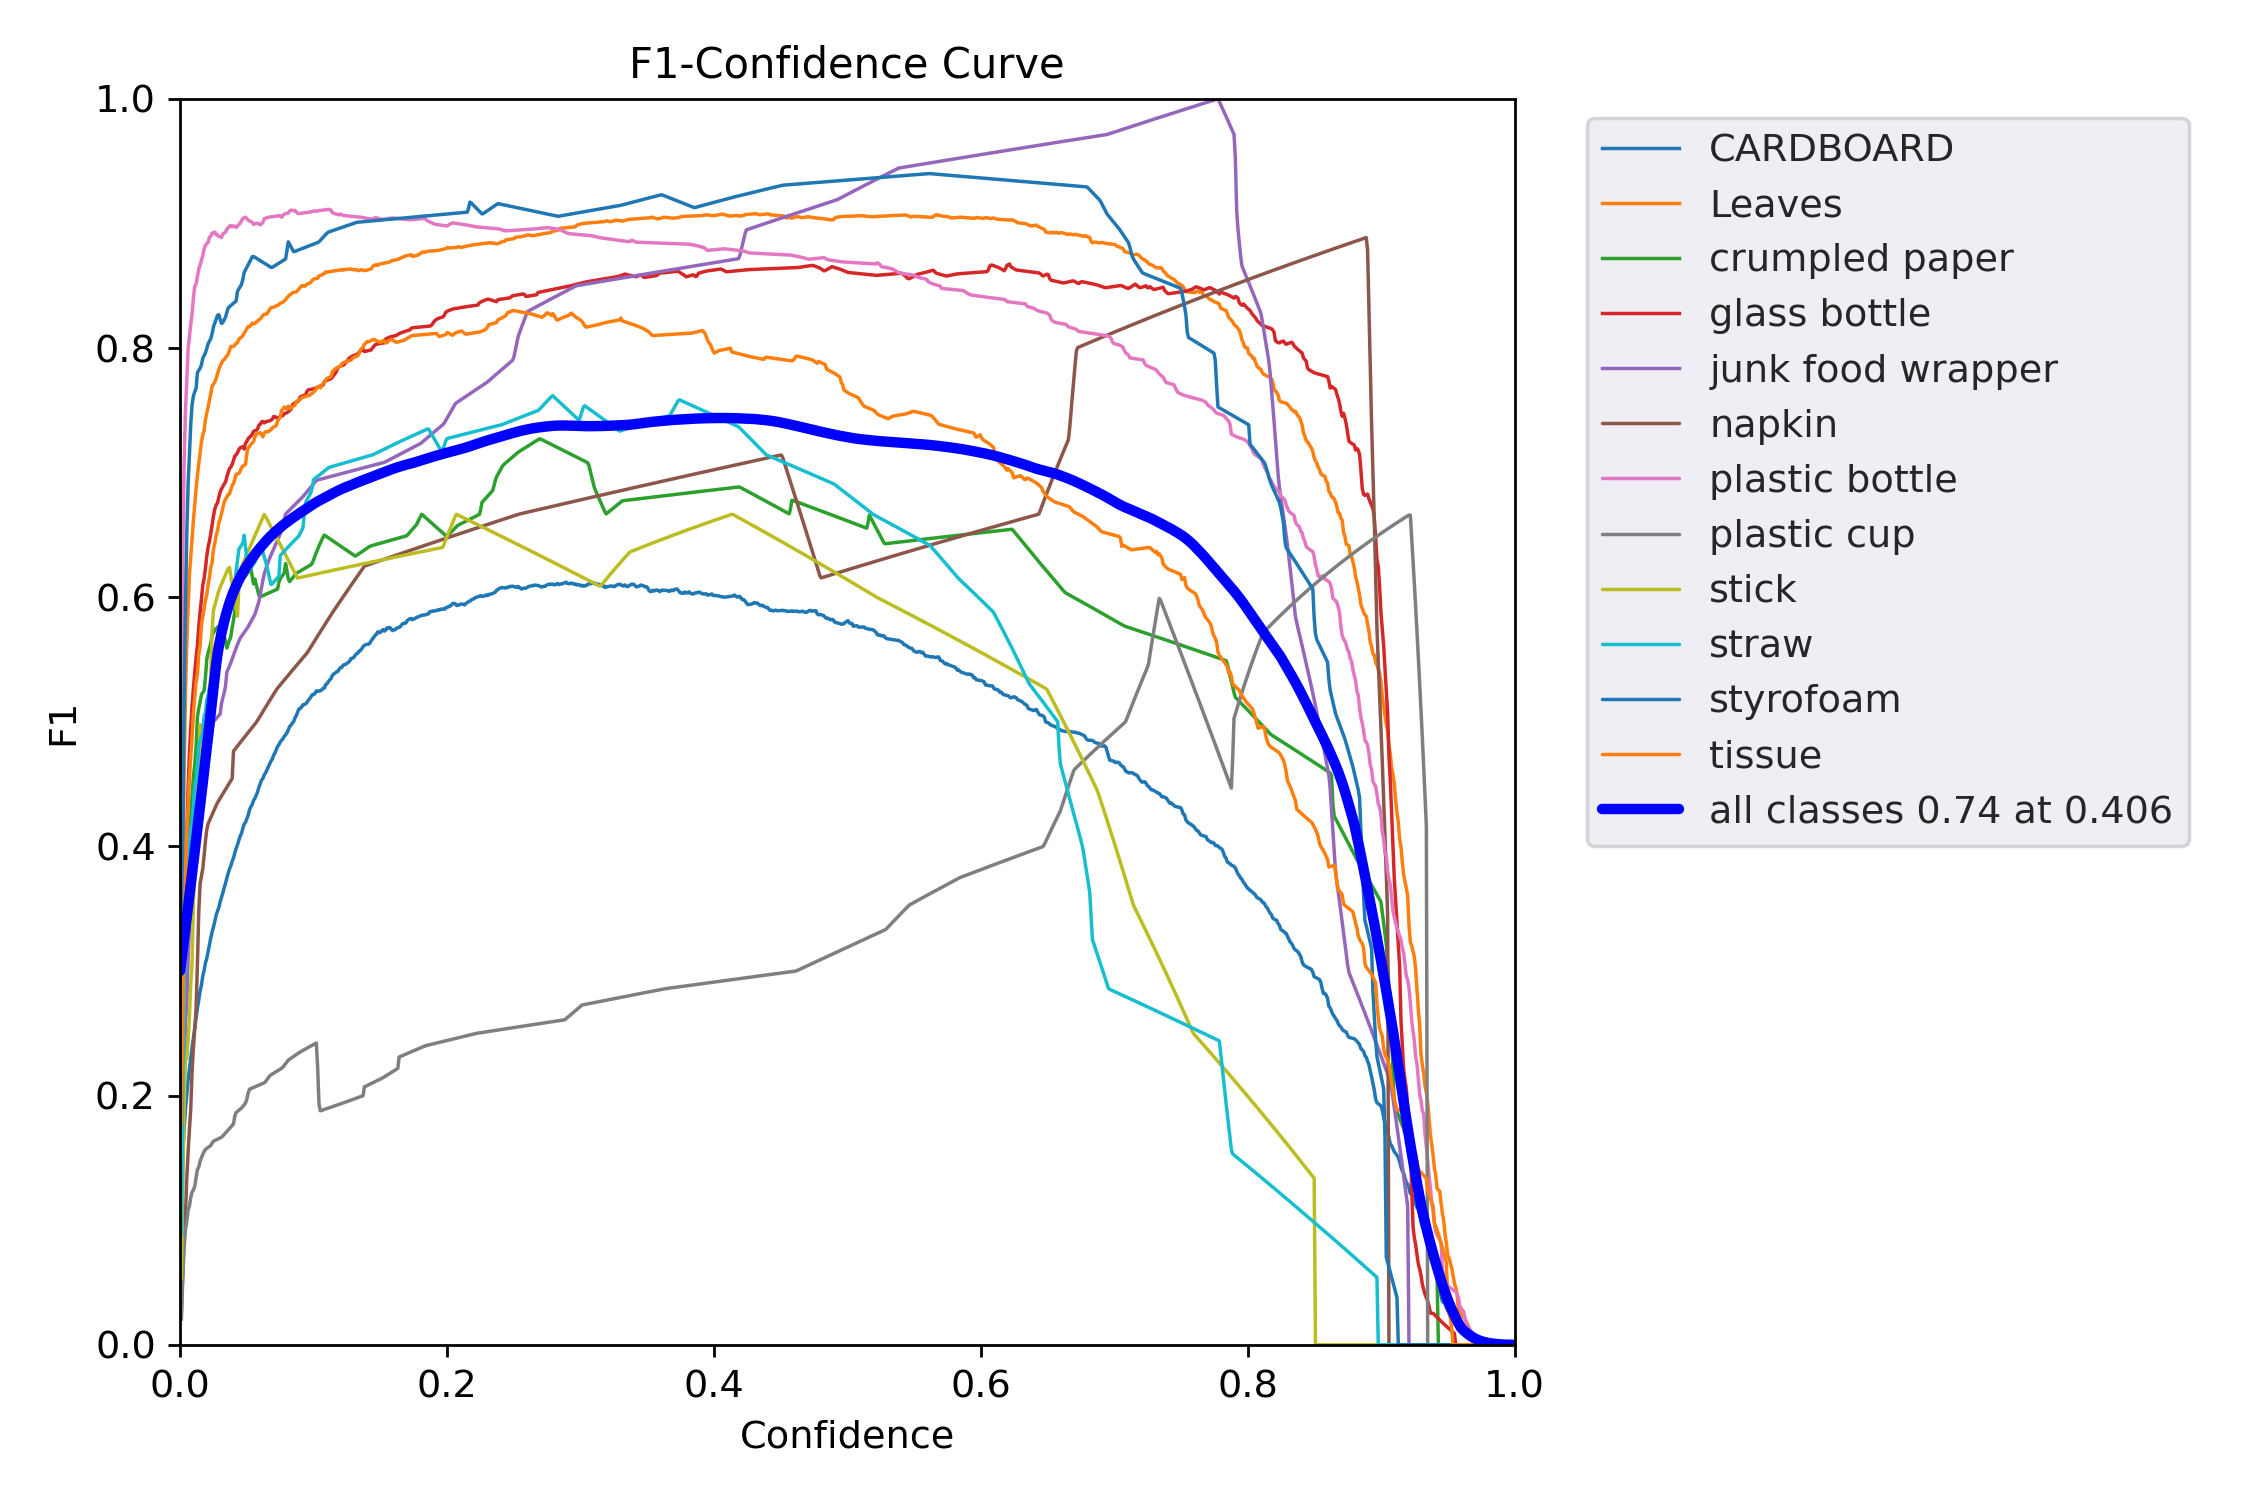 F1-Confidence Curve
1.0
0.8
0.6
0.4
0.2
0.0
F1
0.0 0.2 0.4 0.6 0.8 1.0
Confidence
CARDBOARD
Leaves
crumpled paper
glass bottle
junk food wrapper
napkin
plastic bottle
plastic cup
stick
straw
styrofoam
tissue
all classes 0.74 at 0.406